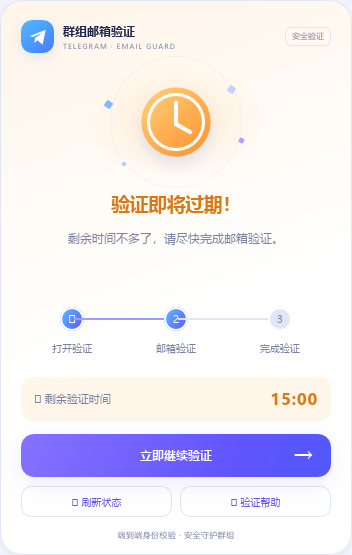 群组邮箱验证
TELEGRAM · EMAIL GUARD
安全验证
验证即将过期！
剩余时间不多了，请尽快完成邮箱验证。
2
3
打开验证
邮箱验证
完成验证
剩余验证时间
15:00
立即继续验证 →
刷新状态
验证帮助
端到端身份校验 · 安全守护群组